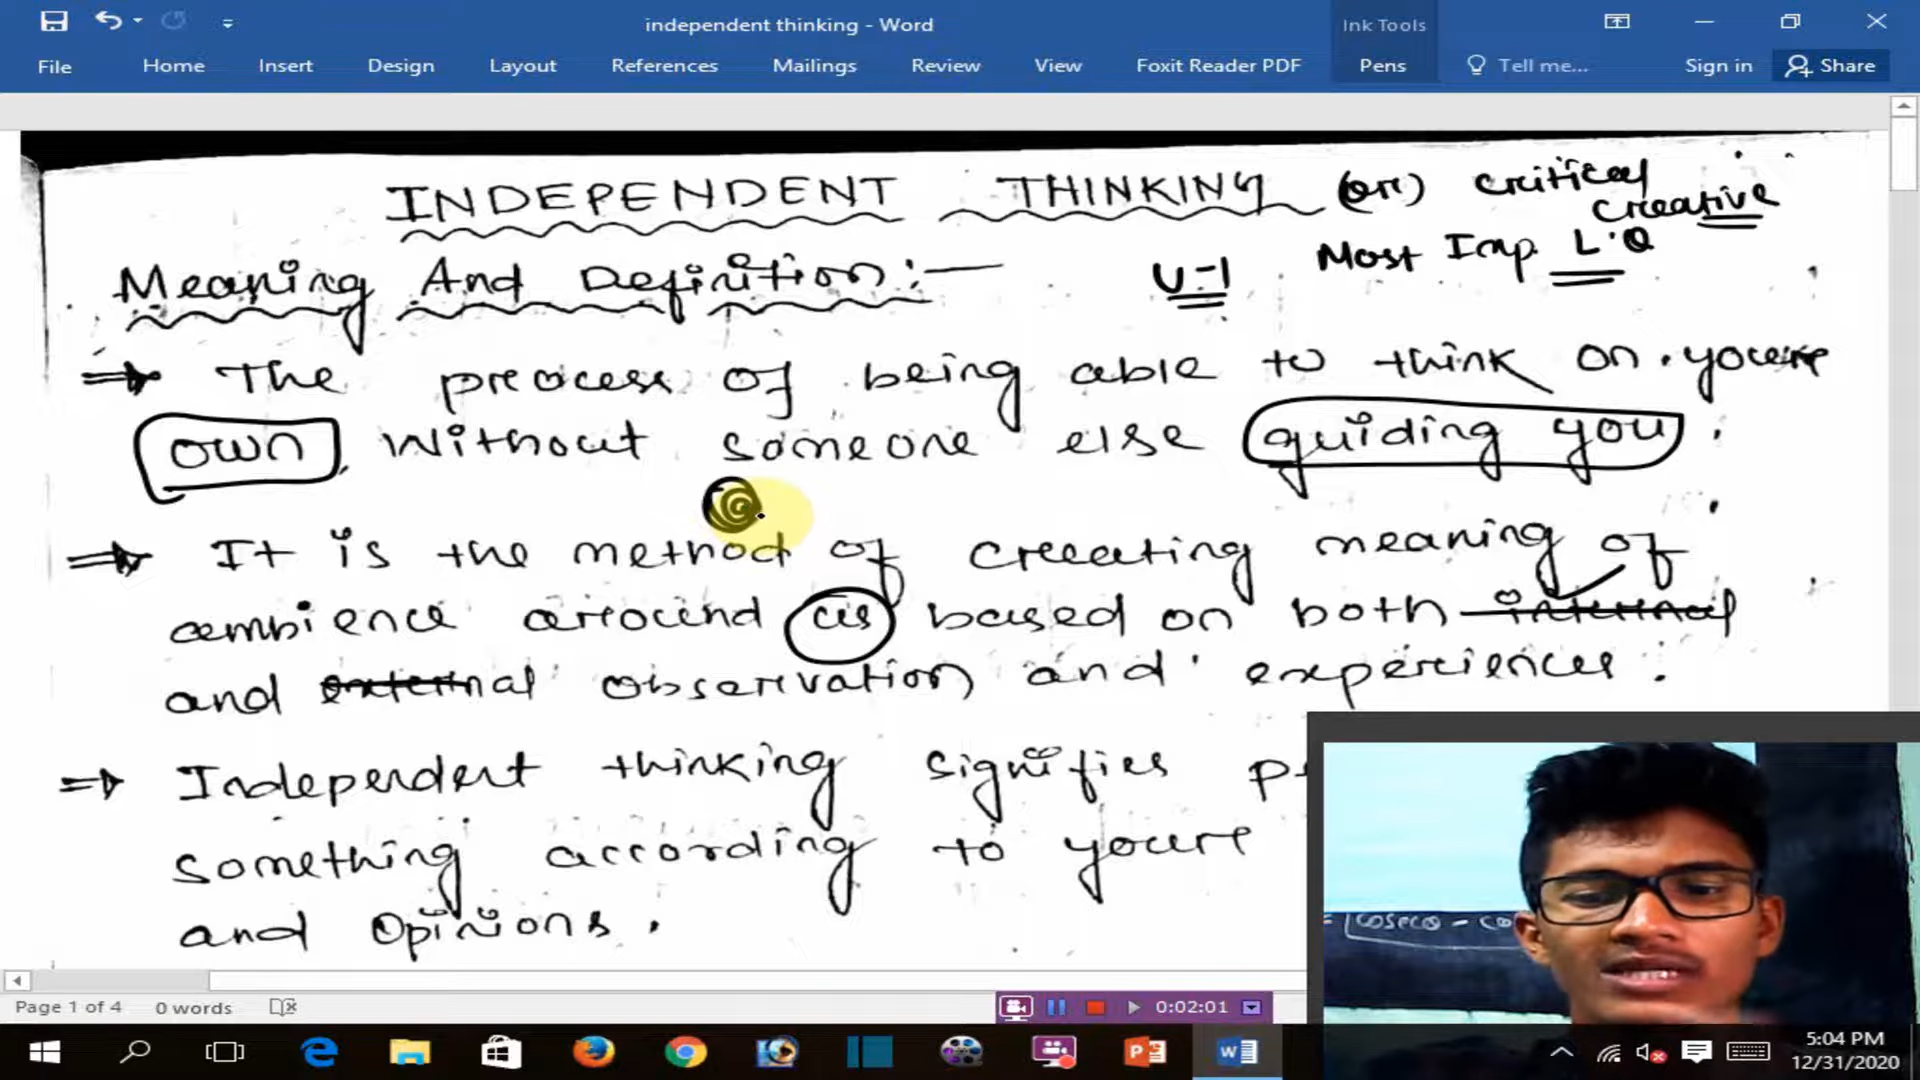 independent thinking - Word
Ink Tools
File Home Insert Design Layout References Mailings Review View Foxit Reader PDF Pens Tell me... Sign in Share
INDEPENDENT THINKING (or) Critical
Creative
Most Imp. L.Q
Meaning And Definition:- U-1
⇒ The process of being able to think on your
own without someone else guiding you.
⇒ It is the method of creating meaning of
ambience around us based on both internal
and external observation and experiences.
⇒ Independent thinking signifies
something according to your
and opinions.
Page 1 of 4 0 words
0:02:01
5:04 PM
12/31/2020